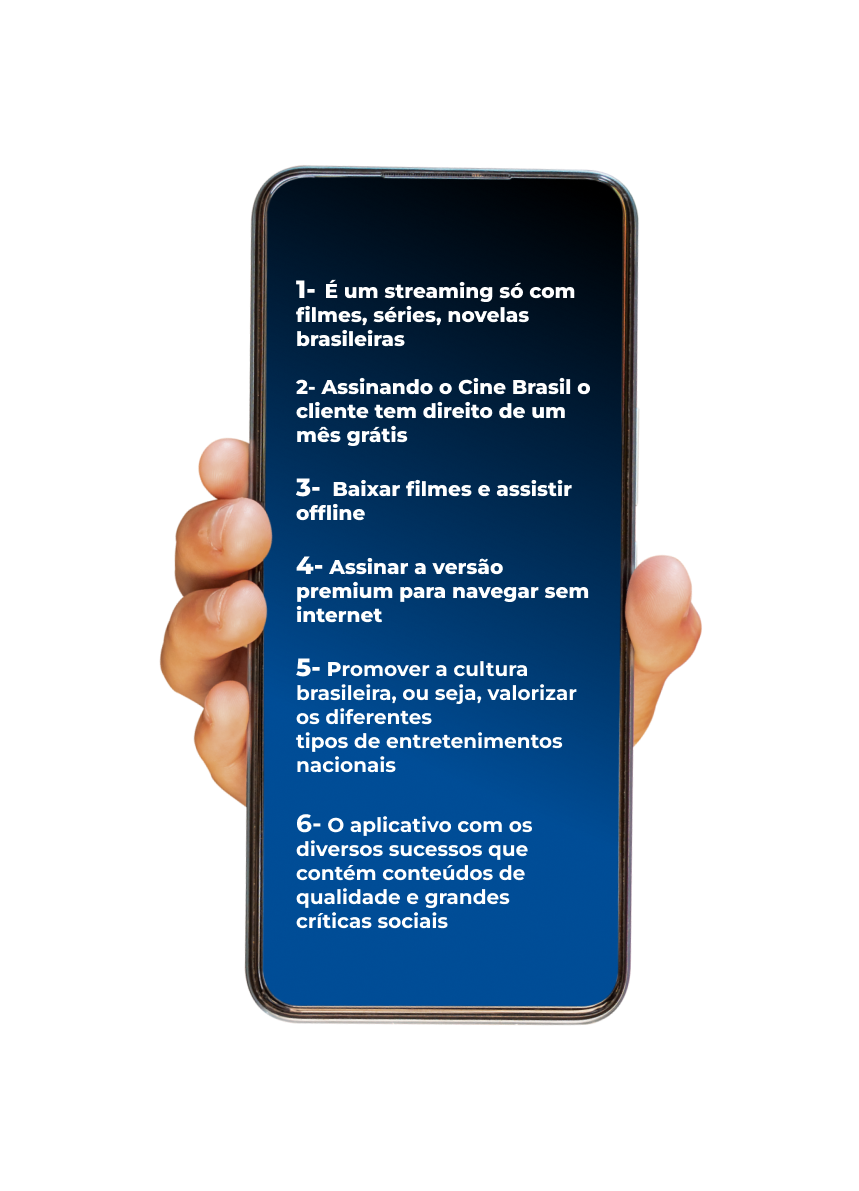 1- É um streaming só com
filmes, séries, novelas
brasileiras
2- Assinando o Cine Brasil o
cliente tem direito de um
mês grátis
3- Baixar filmes e assistir
offline
4- Assinar a versão
premium para navegar sem
internet
5- Promover a cultura
brasileira, ou seja, valorizar
os diferentes
tipos de entretenimentos
nacionais
6- O aplicativo com os
diversos sucessos que
contém conteúdos de
qualidade e grandes
críticas sociais